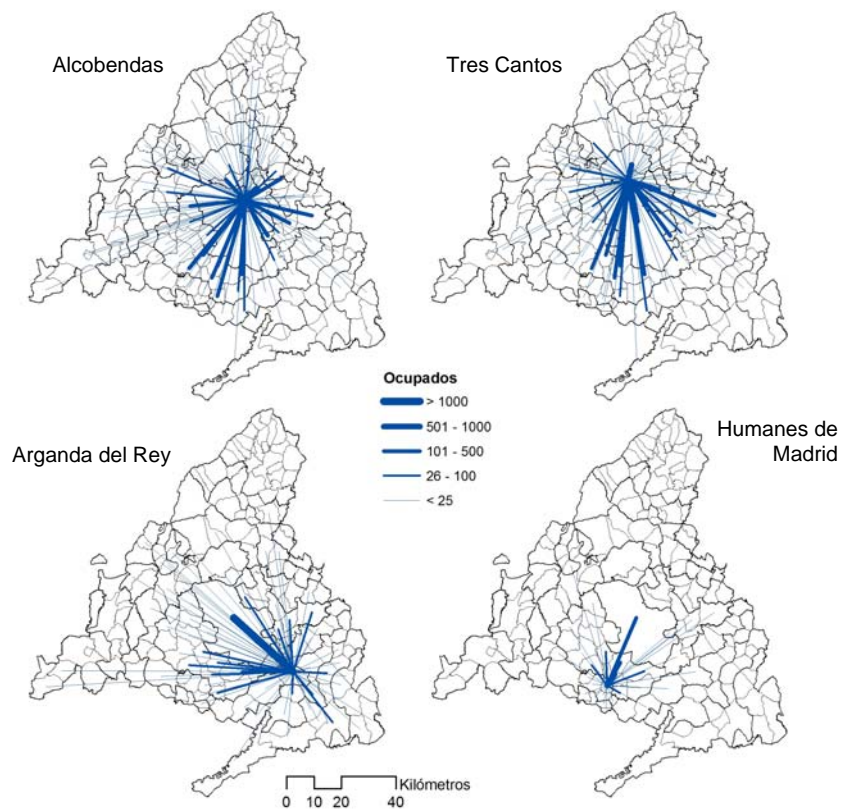 Alcobendas
Tres Cantos
Ocupados
> 1000
501 - 1000
101 - 500
26 - 100
< 25
Arganda del Rey
Humanes de
Madrid
Kilómetros
0 10 20 40